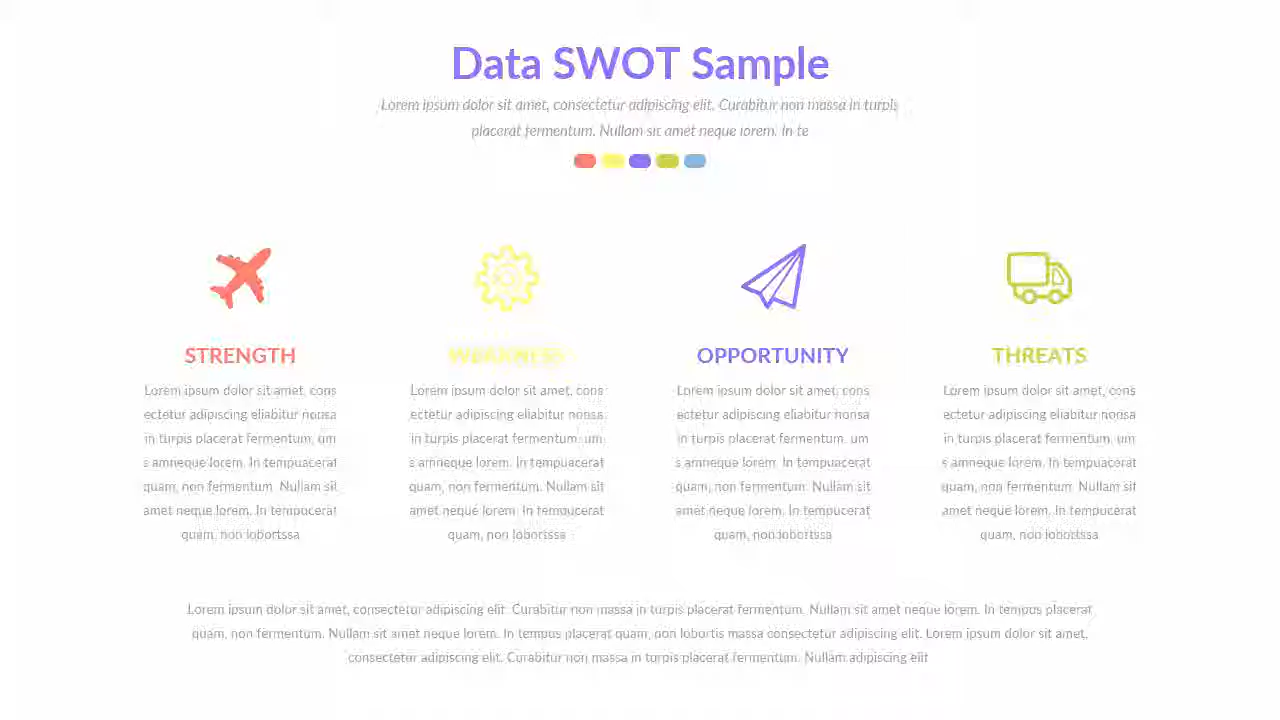 Data SWOT Sample
Lorem ipsum dolor sit amet, consectetur adipiscing elit. Curabitur non massa in turpis
placerat fermentum. Nullam sit amet neque lorem. In te
STRENGTH
Lorem ipsum dolor sit amet, cons
ectetur adipiscing eliabitur nonsa
in turpis placerat fermentum, um
s amneque lorem. In tempuacerat
quam, non fermentum. Nullam sit
amet neque lorem. In tempucerat
quam, non lobortssa
WEAKNESS
Lorem ipsum dolor sit amet, cons
ectetur adipiscing eliabitur nonsa
in turpis placerat fermentum, um
s amneque lorem. In tempuacerat
quam, non fermentum. Nullam sit
amet neque lorem. In tempucerat
quam, non lobortssa
OPPORTUNITY
Lorem ipsum dolor sit amet, cons
ectetur adipiscing eliabitur nonsa
in turpis placerat fermentum, um
s amneque lorem. In tempuacerat
quam, non fermentum. Nullam sit
amet neque lorem. In tempucerat
quam, non lobortssa
THREATS
Lorem ipsum dolor sit amet, cons
ectetur adipiscing eliabitur nonsa
in turpis placerat fermentum, um
s amneque lorem. In tempuacerat
quam, non fermentum. Nullam sit
amet neque lorem. In tempucerat
quam, non lobortssa
Lorem ipsum dolor sit amet, consectetur adipiscing elit. Curabitur non massa in turpis placerat fermentum. Nullam sit amet neque lorem. In tempus placerat
quam, non fermentum. Nullam sit amet neque lorem. In tempus placerat quam, non lobortis massa consectetur adipiscing elit. Lorem ipsum dolor sit amet,
consectetur adipiscing elit. Curabitur non massa in turpis placerat fermentum. Nullam adipiscing elit